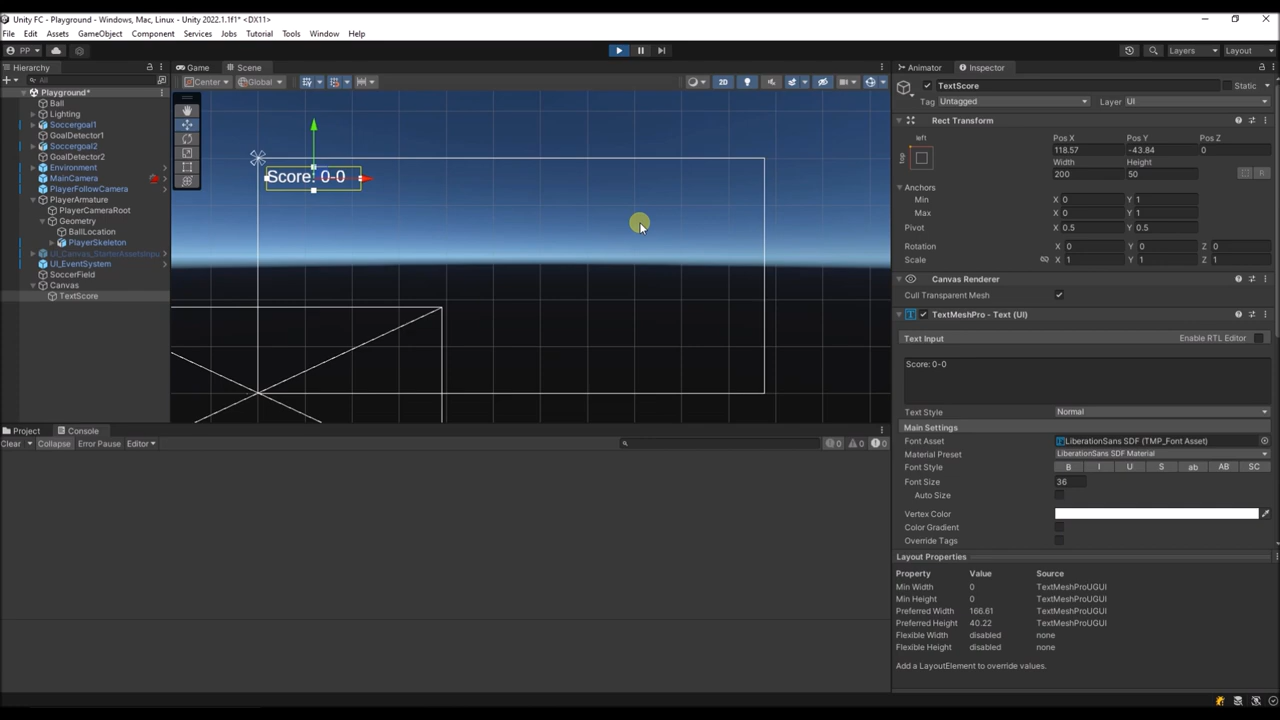 Unity FC - Playground - Windows, Mac, Linux - Unity 2022.1.1f1* <DX11>
File Edit Assets GameObject Component Services Jobs Tutorial Tools Window Help
PP Layers Layout
Hierarchy
All
Playground*
Ball
Lighting
Soccergoal1
GoalDetector1
Soccergoal2
GoalDetector2
Environment
MainCamera
PlayerFollowCamera
PlayerArmature
PlayerCameraRoot
Geometry
BallLocation
PlayerSkeleton
UI_Canvas_StarterAssetsInpu
UI_EventSystem
SoccerField
Canvas
TextScore
Game Scene
Center Global 2D
Score: 0-0
Project Console
Clear Collapse Error Pause Editor 0 0 0
Animator Inspector
TextScore Static
Tag Untagged Layer UI
Rect Transform
left Pos X Pos Y Pos Z
top 118.57 -43.84 0
Width Height
200 50 R
Anchors
Min X 0 Y 1
Max X 0 Y 1
Pivot X 0.5 Y 0.5
Rotation X 0 Y 0 Z 0
Scale X 1 Y 1 Z 1
Canvas Renderer
Cull Transparent Mesh
TextMeshPro - Text (UI)
Text Input Enable RTL Editor
Score: 0-0
Text Style Normal
Main Settings
Font Asset LiberationSans SDF (TMP_Font Asset)
Material Preset LiberationSans SDF Material
Font Style B I U S ab AB SC
Font Size 36
Auto Size
Vertex Color
Color Gradient
Override Tags
Layout Properties
Property Value Source
Min Width 0 TextMeshProUGUI
Min Height 0 TextMeshProUGUI
Preferred Width 166.61 TextMeshProUGUI
Preferred Height 40.22 TextMeshProUGUI
Flexible Width disabled none
Flexible Height disabled none
Add a LayoutElement to override values.